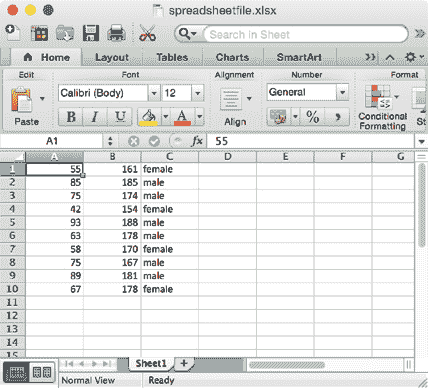 spreadsheetfile.xlsx
Search in Sheet
Home Layout Tables Charts SmartArt
Edit Font Alignment Number Format
Calibri (Body) 12 General
Paste B I U A Align % Conditional Formatting
A1 fx 55
A B C D E F G
1 55 161 female
2 85 185 male
3 75 174 male
4 42 154 female
5 93 188 male
6 63 178 male
7 58 170 female
8 75 167 male
9 89 181 male
10 67 178 female
11
12
13
14
15
Sheet1 +
Normal View Ready